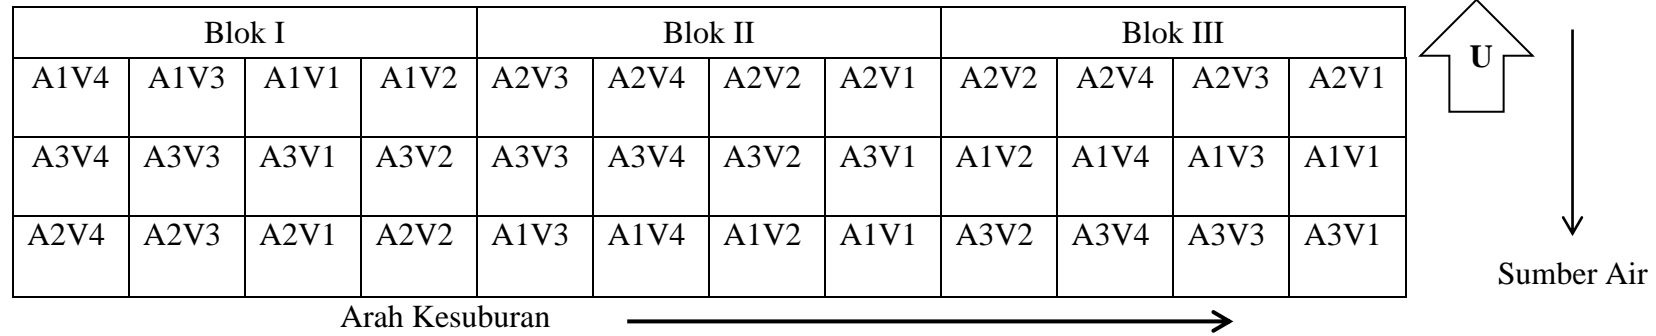 Blok I Blok II Blok III
U
A1V4 A1V3 A1V1 A1V2 A2V3 A2V4 A2V2 A2V1 A2V2 A2V4 A2V3 A2V1
A3V4 A3V3 A3V1 A3V2 A3V3 A3V4 A3V2 A3V1 A1V2 A1V4 A1V3 A1V1
A2V4 A2V3 A2V1 A2V2 A1V3 A1V4 A1V2 A1V1 A3V2 A3V4 A3V3 A3V1
Sumber Air
Arah Kesuburan